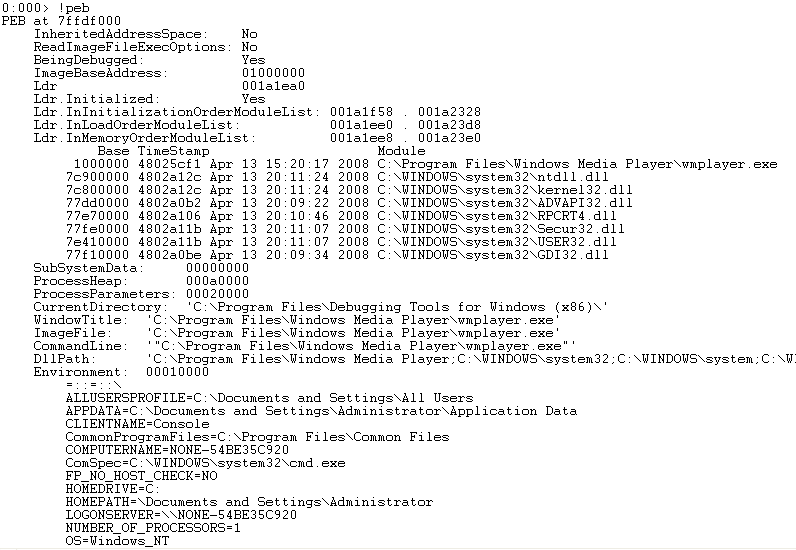 0:000> !peb
PEB at 7ffdf000
    InheritedAddressSpace:    No
    ReadImageFileExecOptions: No
    BeingDebugged:            Yes
    ImageBaseAddress:         01000000
    Ldr                       001a1ea0
    Ldr.Initialized:          Yes
    Ldr.InInitializationOrderModuleList: 001a1f58 . 001a2328
    Ldr.InLoadOrderModuleList:           001a1ee0 . 001a23d8
    Ldr.InMemoryOrderModuleList:         001a1ee8 . 001a23e0
            Base TimeStamp                     Module
         1000000 48025cf1 Apr 13 15:20:17 2008 C:\Program Files\Windows Media Player\wmplayer.exe
        7c900000 4802a12c Apr 13 20:11:24 2008 C:\WINDOWS\system32\ntdll.dll
        7c800000 4802a12c Apr 13 20:11:24 2008 C:\WINDOWS\system32\kernel32.dll
        77dd0000 4802a0b2 Apr 13 20:09:22 2008 C:\WINDOWS\system32\ADVAPI32.dll
        77e70000 4802a106 Apr 13 20:10:46 2008 C:\WINDOWS\system32\RPCRT4.dll
        77fe0000 4802a11b Apr 13 20:11:07 2008 C:\WINDOWS\system32\Secur32.dll
        7e410000 4802a11b Apr 13 20:11:07 2008 C:\WINDOWS\system32\USER32.dll
        77f10000 4802a0be Apr 13 20:09:34 2008 C:\WINDOWS\system32\GDI32.dll
    SubSystemData:     00000000
    ProcessHeap:       000a0000
    ProcessParameters: 00020000
    CurrentDirectory:  'C:\Program Files\Debugging Tools for Windows (x86)\'
    WindowTitle:  'C:\Program Files\Windows Media Player\wmplayer.exe'
    ImageFile:    'C:\Program Files\Windows Media Player\wmplayer.exe'
    CommandLine:  '"C:\Program Files\Windows Media Player\wmplayer.exe"'
    DllPath:      'C:\Program Files\Windows Media Player;C:\WINDOWS\system32;C:\WINDOWS\system;C:\W
    Environment:  00010000
        =::=::\
        ALLUSERSPROFILE=C:\Documents and Settings\All Users
        APPDATA=C:\Documents and Settings\Administrator\Application Data
        CLIENTNAME=Console
        CommonProgramFiles=C:\Program Files\Common Files
        COMPUTERNAME=NONE-54BE35C920
        ComSpec=C:\WINDOWS\system32\cmd.exe
        FP_NO_HOST_CHECK=NO
        HOMEDRIVE=C:
        HOMEPATH=\Documents and Settings\Administrator
        LOGONSERVER=\\NONE-54BE35C920
        NUMBER_OF_PROCESSORS=1
        OS=Windows_NT